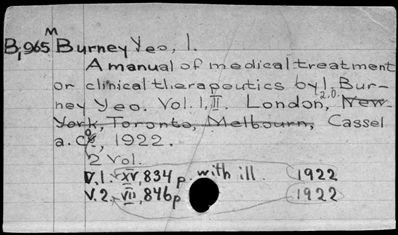 B,965 M Burney Yeo, I.
A manual of medical treatment
or clinical therapeutics by I. Bur-
ney Yeo. Vol. I, II. London, New-
York, Toronto, Melbourn, Cassel
a. Co, 1922.
2 Vol.
V.1. XV, 834 p. with ill. 1922
V.2. VII, 846 p 1922